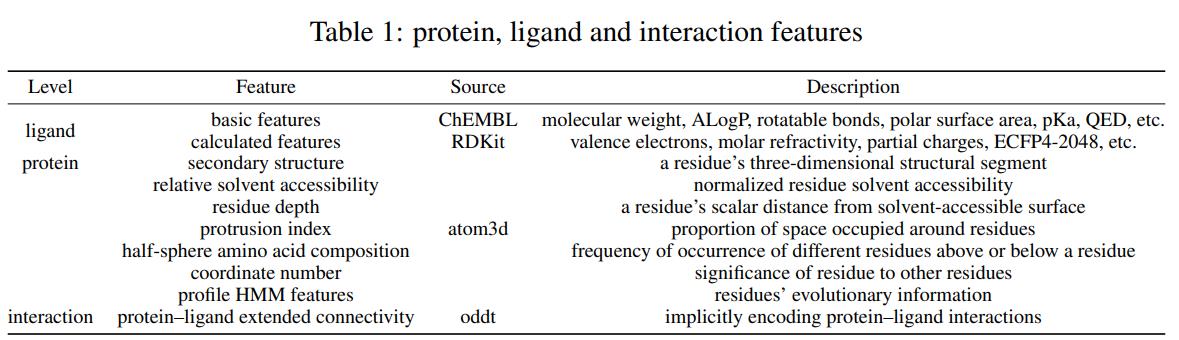 Table 1: protein, ligand and interaction features
Level Feature Source Description
ligand basic features ChEMBL molecular weight, ALogP, rotatable bonds, polar surface area, pKa, QED, etc.
calculated features RDKit valence electrons, molar refractivity, partial charges, ECFP4-2048, etc.
protein secondary structure a residue's three-dimensional structural segment
relative solvent accessibility normalized residue solvent accessibility
residue depth a residue's scalar distance from solvent-accessible surface
protrusion index atom3d proportion of space occupied around residues
half-sphere amino acid composition frequency of occurrence of different residues above or below a residue
coordinate number significance of residue to other residues
profile HMM features residues' evolutionary information
interaction protein–ligand extended connectivity oddt implicitly encoding protein–ligand interactions